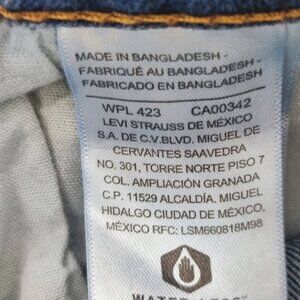 MADE IN BANGLADESH -
FABRIQUÉ AU BANGLADESH -
FABRICADO EN BANGLADESH
WPL 423 CA00342
LEVI STRAUSS DE MÉXICO
S.A. DE C.V.BLVD. MIGUEL DE
CERVANTES SAAVEDRA
NO. 301, TORRE NORTE PISO 7
COL. AMPLIACIÓN GRANADA
C.P. 11529 ALCALDÍA. MIGUEL
HIDALGO CIUDAD DE MÉXICO,
MÉXICO RFC: LSM660818M98